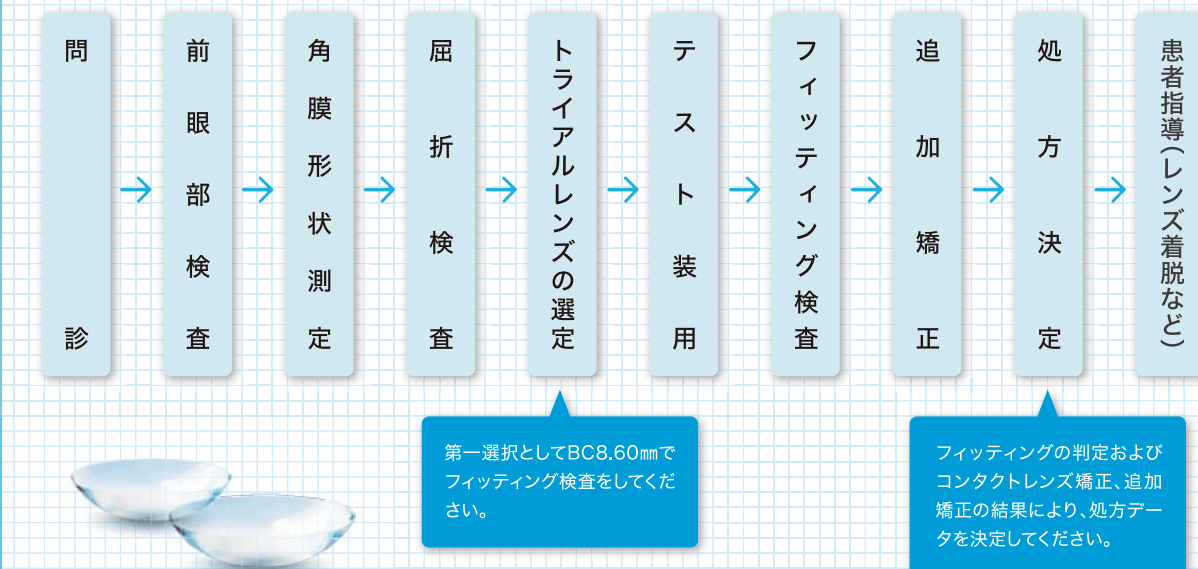 問診
前眼部検査
角膜形状測定
屈折検査
トライアルレンズの選定
テスト装用
フィッティング検査
追加矯正
処方決定
患者指導(レンズ着脱など)
第一選択としてBC8.60㎜で
フィッティング検査をしてくだ
さい。
フィッティングの判定および
コンタクトレンズ矯正、追加
矯正の結果により、処方デー
タを決定してください。